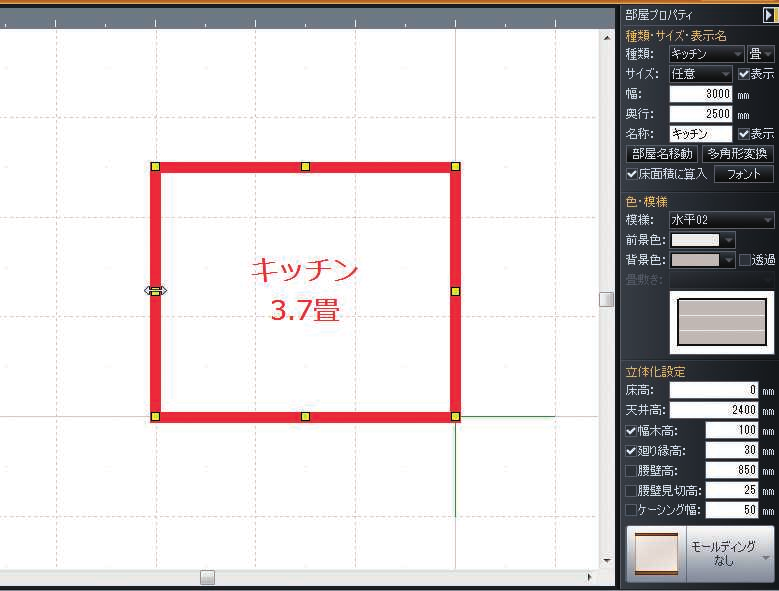 キッチン
3.7畳
部屋プロパティ
種類・サイズ・表示名
種類: キッチン 畳
サイズ: 任意 表示
幅: 3000 mm
奥行: 2500 mm
名称: キッチン 表示
部屋名移動 多角形変換
床面積に算入 フォント
色・模様
模様: 水平02
前景色:
背景色: 透過
畳敷き:
立体化設定
床高: 0 mm
天井高: 2400 mm
幅木高: 100 mm
廻り縁高: 30 mm
腰壁高: 850 mm
腰壁見切高: 25 mm
ケーシング幅: 50 mm
モールディング
なし